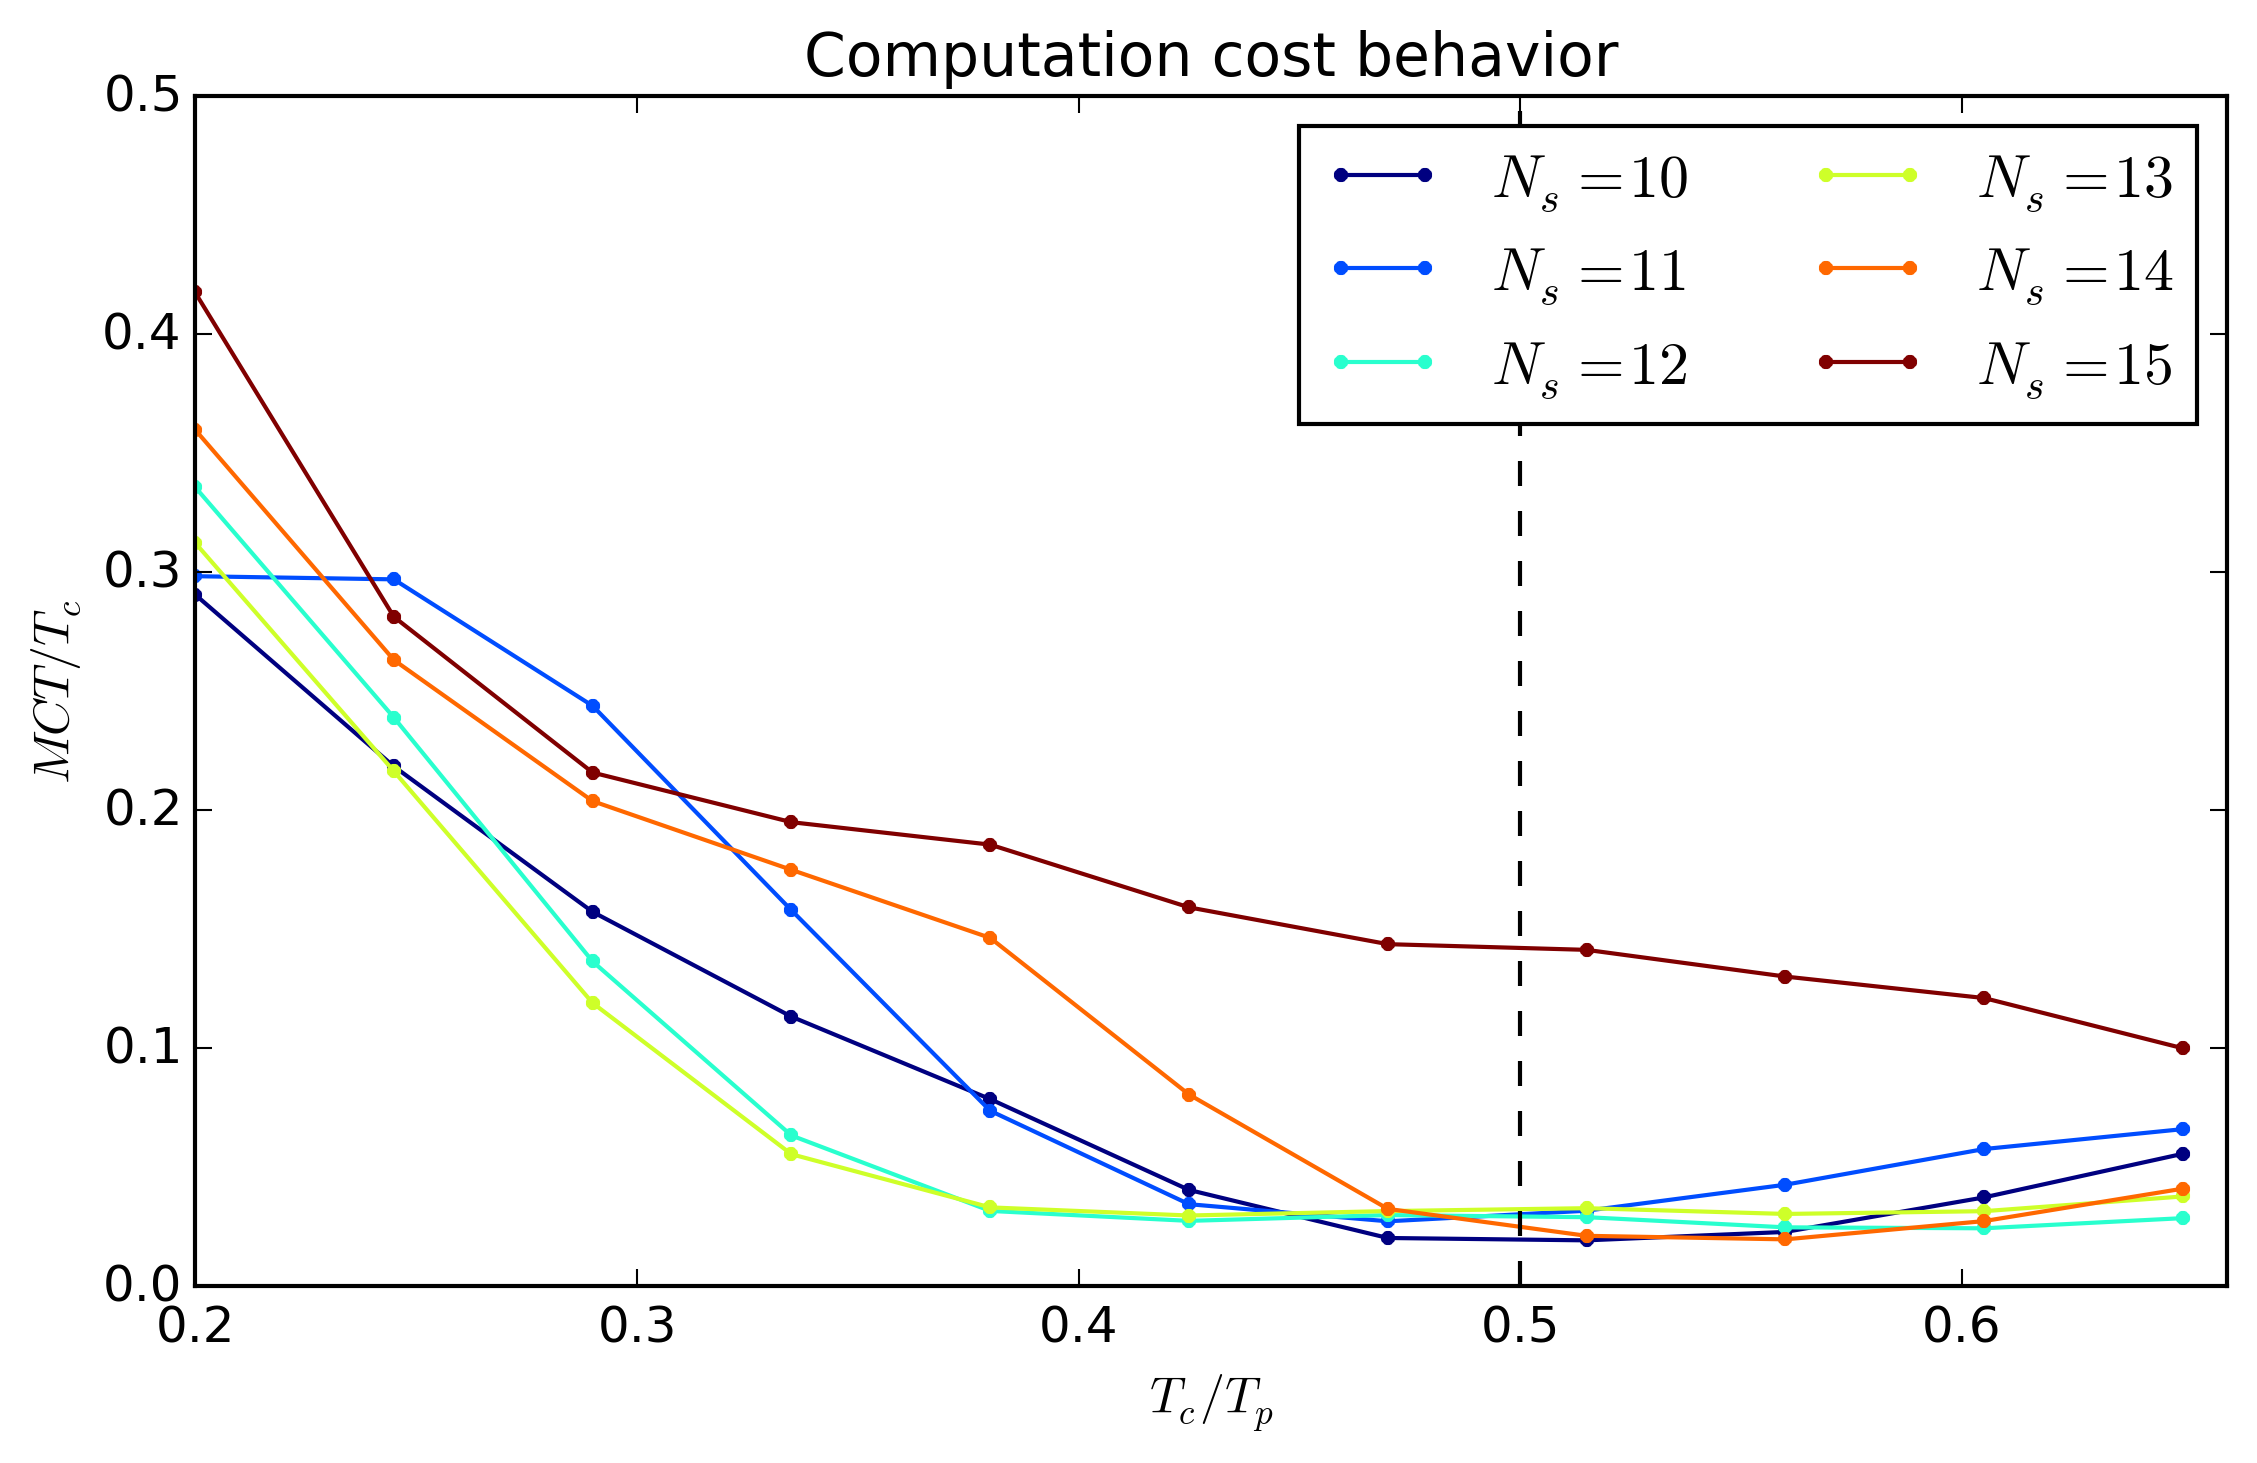 Computation cost behavior
0.5
0.4
0.3
0.2
0.1
0.0
MCT/T_c
N_s = 10
N_s = 11
N_s = 12
N_s = 13
N_s = 14
N_s = 15
0.2 0.3 0.4 0.5 0.6
T_c/T_p